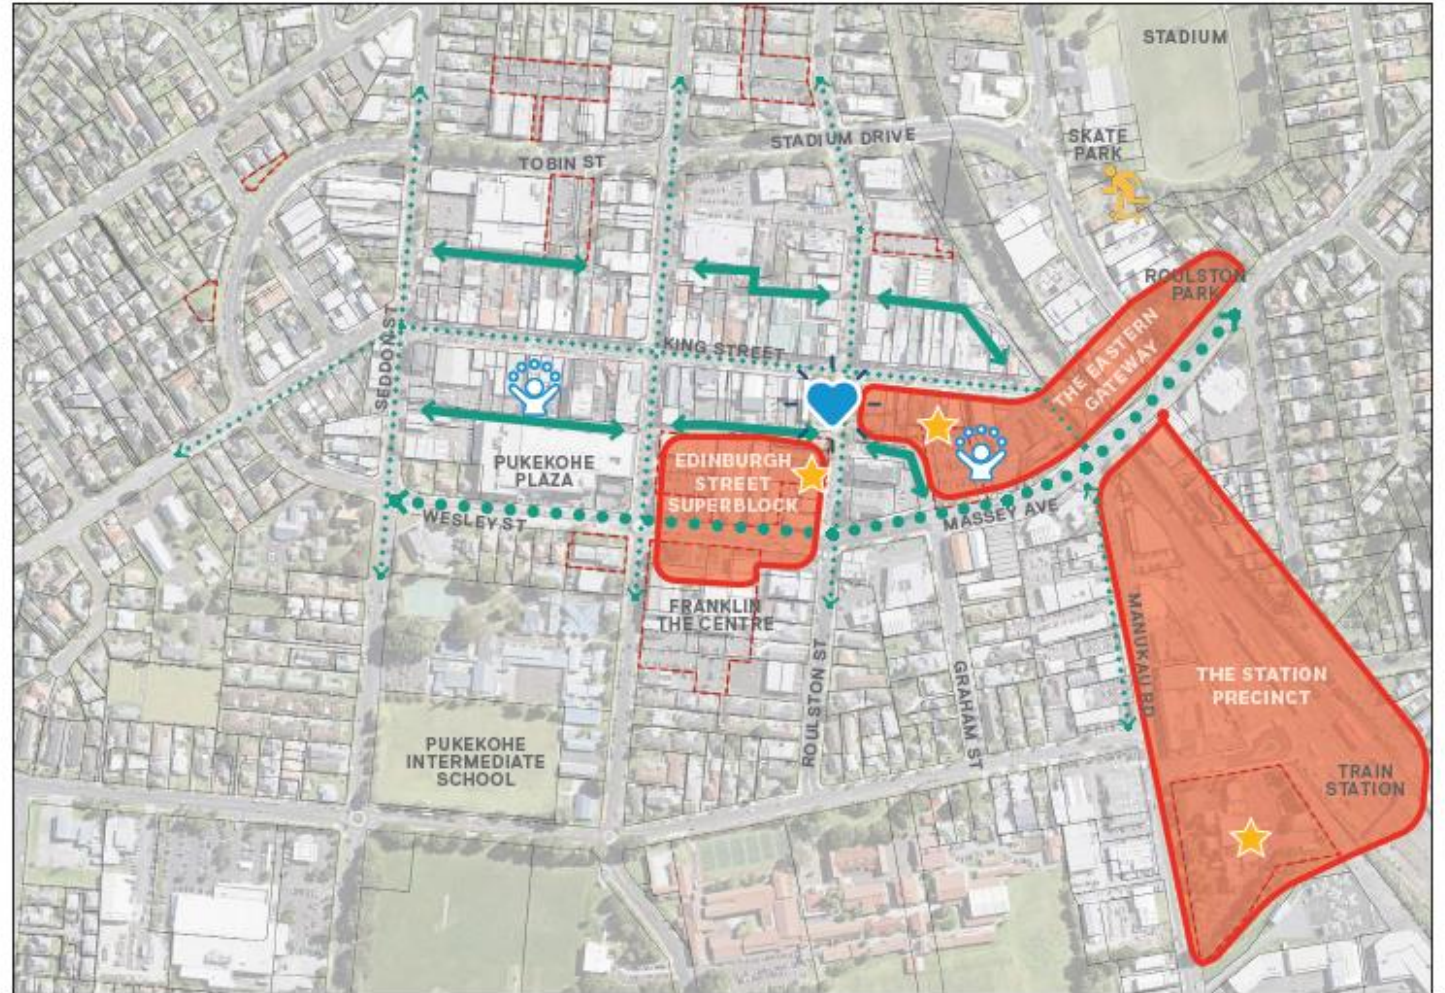 STADIUM
SKATE
PARK
STADIUM DRIVE
TOBIN ST
ROULSTON
PARK
SEDDON ST
KING STREET
THE EASTERN
GATEWAY
PUKEKOHE
PLAZA
EDINBURGH
STREET
SUPERBLOCK
WESLEY ST
MASSEY AVE
FRANKLIN
THE CENTRE
MANUKAU RD
ROULSTON ST
GRAHAM ST
THE STATION
PRECINCT
PUKEKOHE
INTERMEDIATE
SCHOOL
TRAIN
STATION